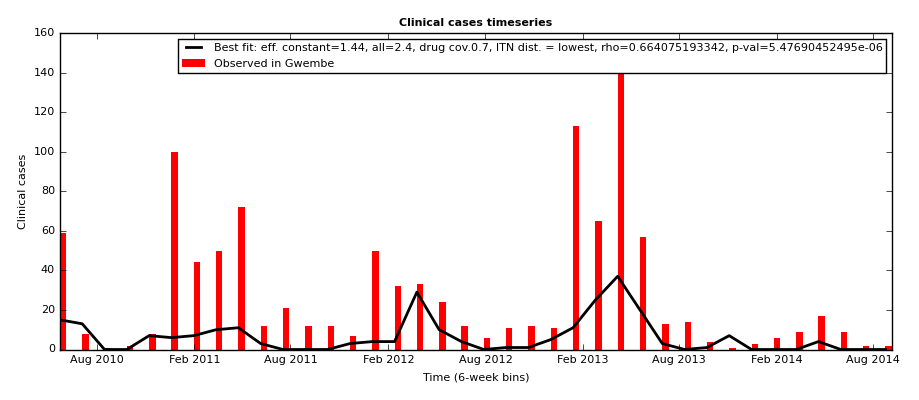 Clinical cases timeseries
160
140
120
100
80
60
40
20
0
Clinical cases
Best fit: eff. constant=1.44, all=2.4, drug cov.0.7, ITN dist. = lowest, rho=0.664075193342, p-val=5.47690452495e-06
Observed in Gwembe
Aug 2010 Feb 2011 Aug 2011 Feb 2012 Aug 2012 Feb 2013 Aug 2013 Feb 2014 Aug 2014
Time (6-week bins)